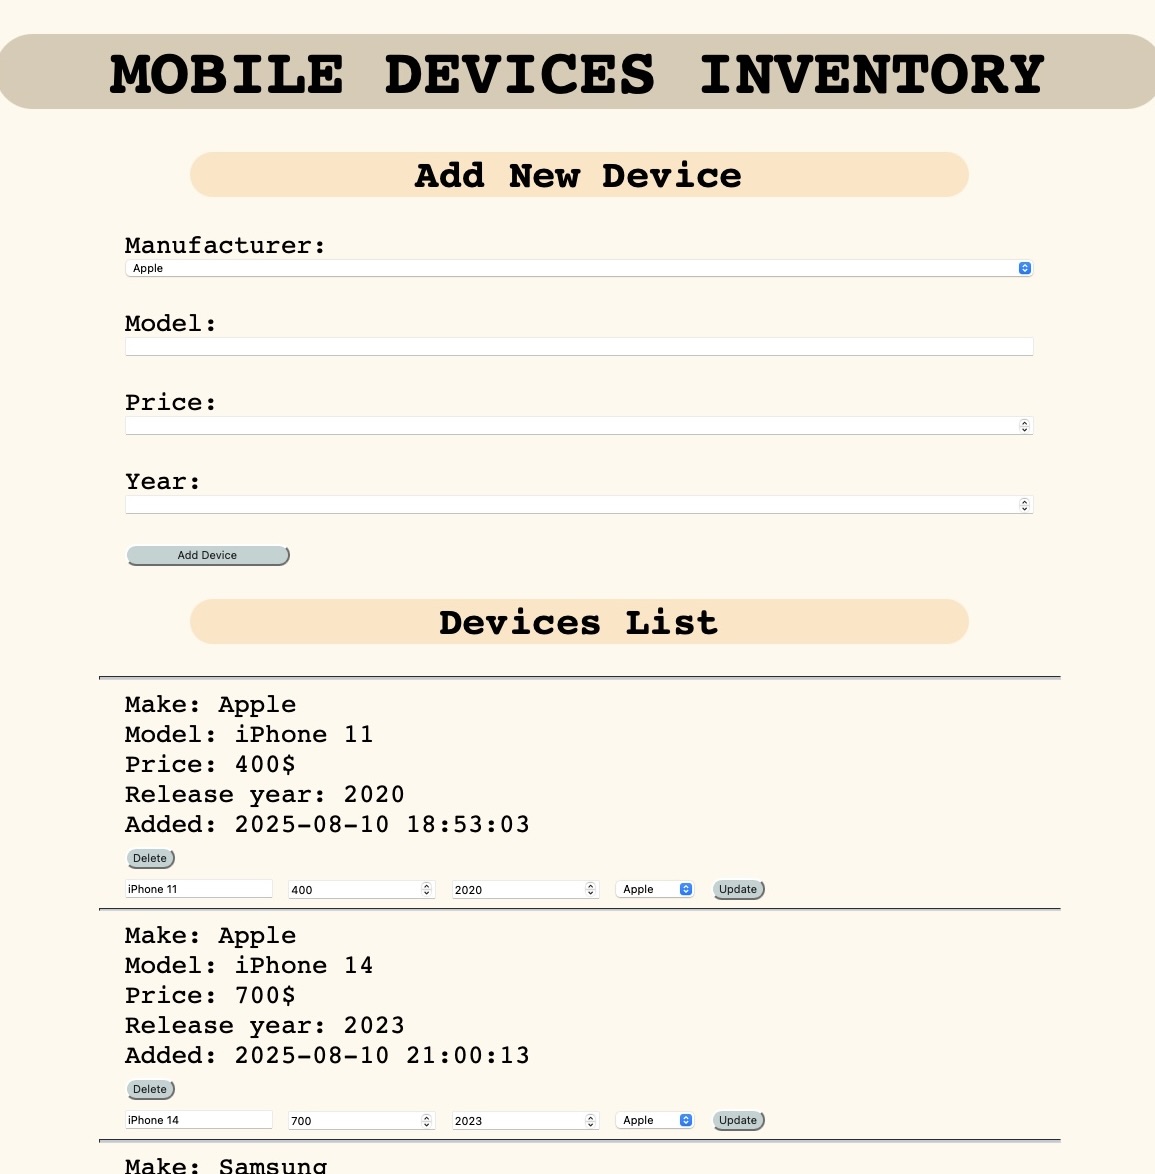 MOBILE DEVICES INVENTORY
Add New Device
Manufacturer:
Apple
Model:
Price:
Year:
Add Device
Devices List
Make: Apple
Model: iPhone 11
Price: 400$
Release year: 2020
Added: 2025-08-10 18:53:03
Delete
iPhone 11 400 2020 Apple Update
Make: Apple
Model: iPhone 14
Price: 700$
Release year: 2023
Added: 2025-08-10 21:00:13
Delete
iPhone 14 700 2023 Apple Update
Make: Samsung